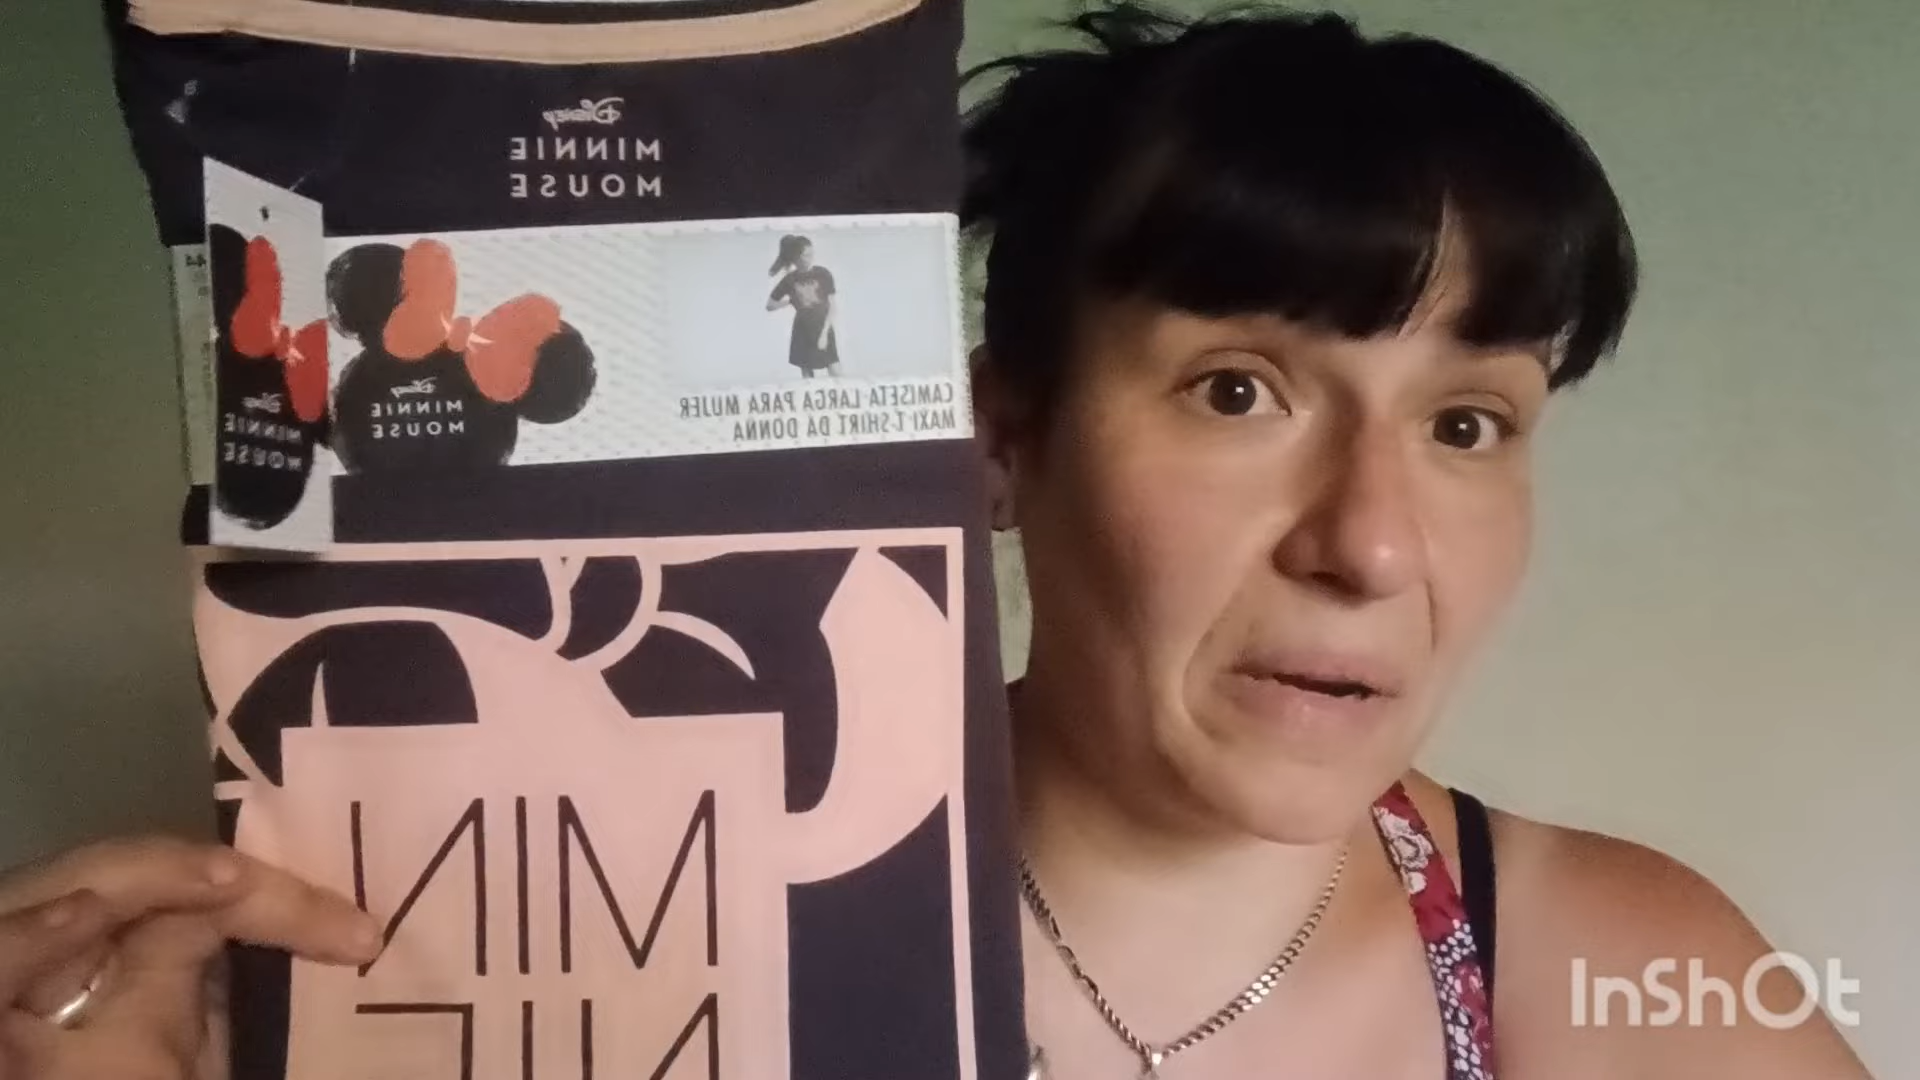 Disney
MINNIE
MOUSE
Disney
MINNIE
MOUSE
Disney
MINNIE
MOUSE
CAMISETA LARGA PARA MUJER
MAXI T-SHIRT DA DONNA
MIN
NIE
InShOt